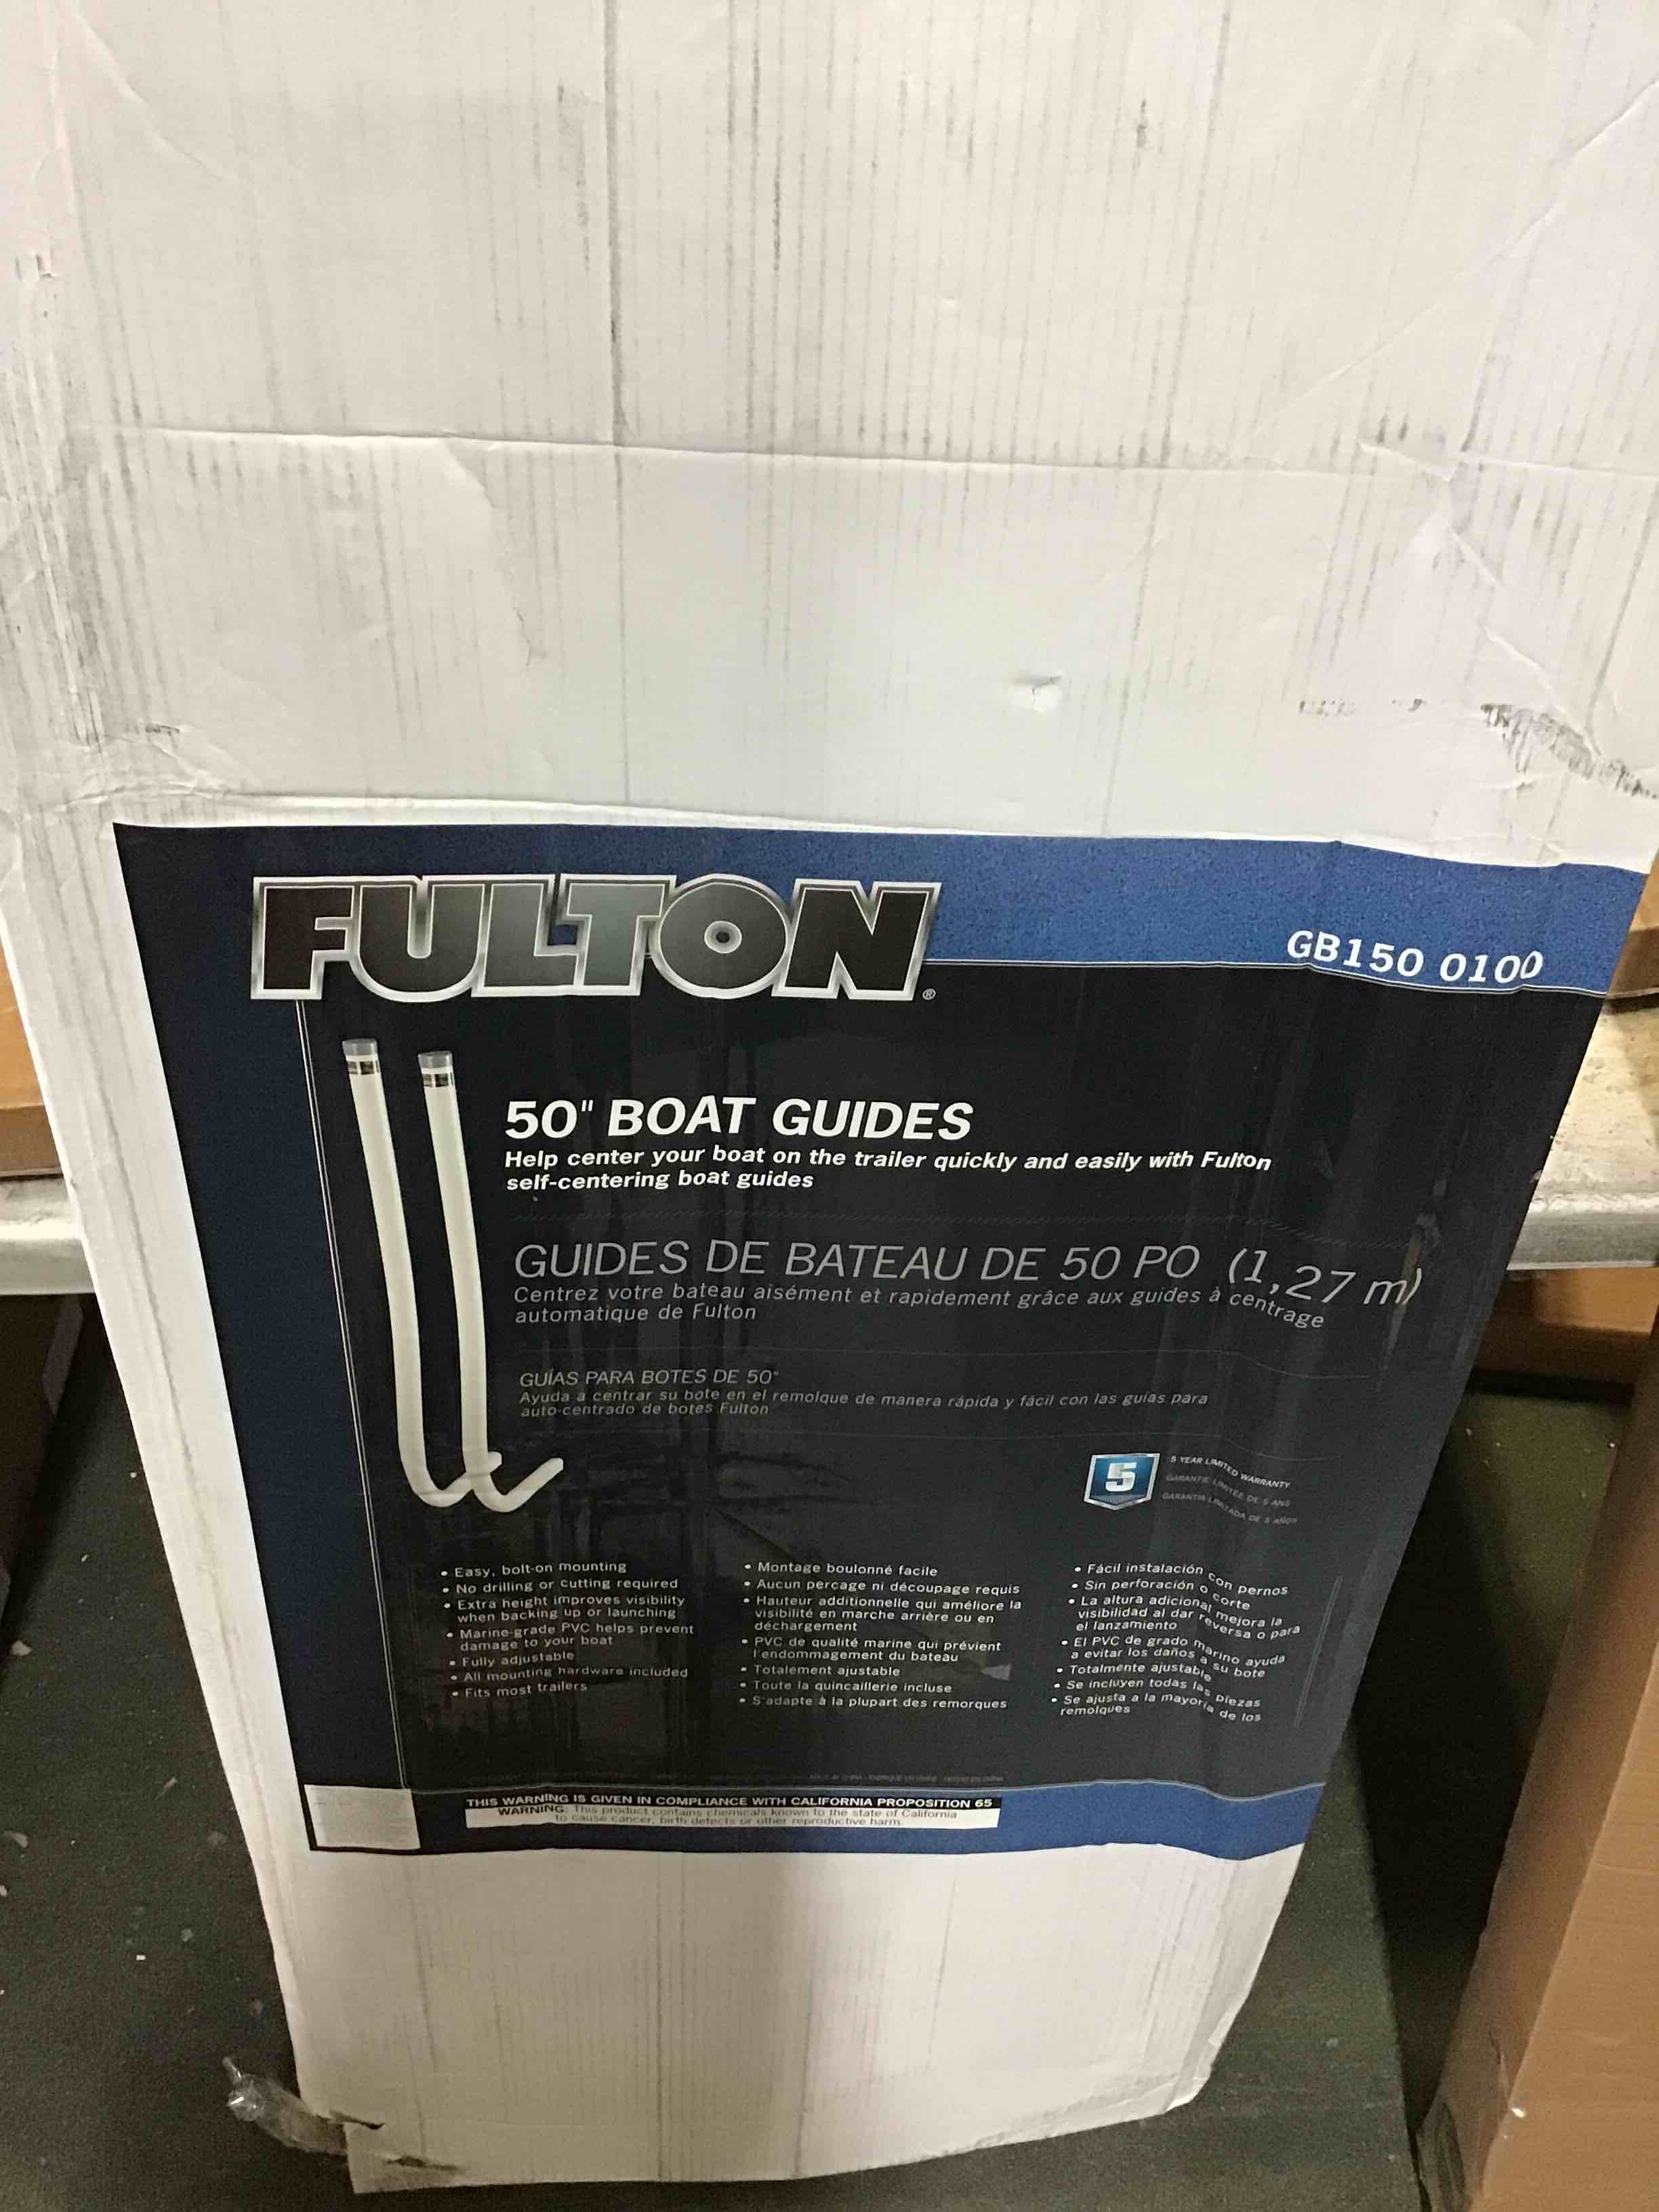 FULTON®
GB150 0100
50" BOAT GUIDES
Help center your boat on the trailer quickly and easily with Fulton
self-centering boat guides
GUIDES DE BATEAU DE 50 PO (1,27 m)
Centrez votre bateau aisément et rapidement grâce aux guides à centrage
automatique de Fulton
GUÍAS PARA BOTES DE 50"
Ayuda a centrar su bote en el remolque de manera rápida y fácil con las guías para
auto-centrado de botes Fulton
5
5 YEAR LIMITED WARRANTY
GARANTIE LIMITÉE DE 5 ANS
GARANTÍA LIMITADA DE 5 AÑOS
• Easy, bolt-on mounting
• No drilling or cutting required
• Extra height improves visibility
when backing up or launching
• Marine-grade PVC helps prevent
damage to your boat
• Fully adjustable
• All mounting hardware included
• Fits most trailers
• Montage boulonné facile
• Aucun perçage ni découpage requis
• Hauteur additionnelle qui améliore la
visibilité en marche arrière ou en
déchargement
• PVC de qualité marine qui prévient
l'endommagement du bateau
• Totalement ajustable
• Toute la quincaillerie incluse
• S'adapte à la plupart des remorques
• Fácil instalación con pernos
• Sin perforación o corte
• La altura adicional mejora la
visibilidad al dar reversa o para
el lanzamiento
• El PVC de grado marino ayuda
a evitar los daños a su bote
• Totalmente ajustable
• Se incluyen todas las piezas
• Se ajusta a la mayoría de los
remolques
THIS WARNING IS GIVEN IN COMPLIANCE WITH CALIFORNIA PROPOSITION 65
WARNING: This product contains chemicals known to the state of California
to cause cancer, birth defects or other reproductive harm.